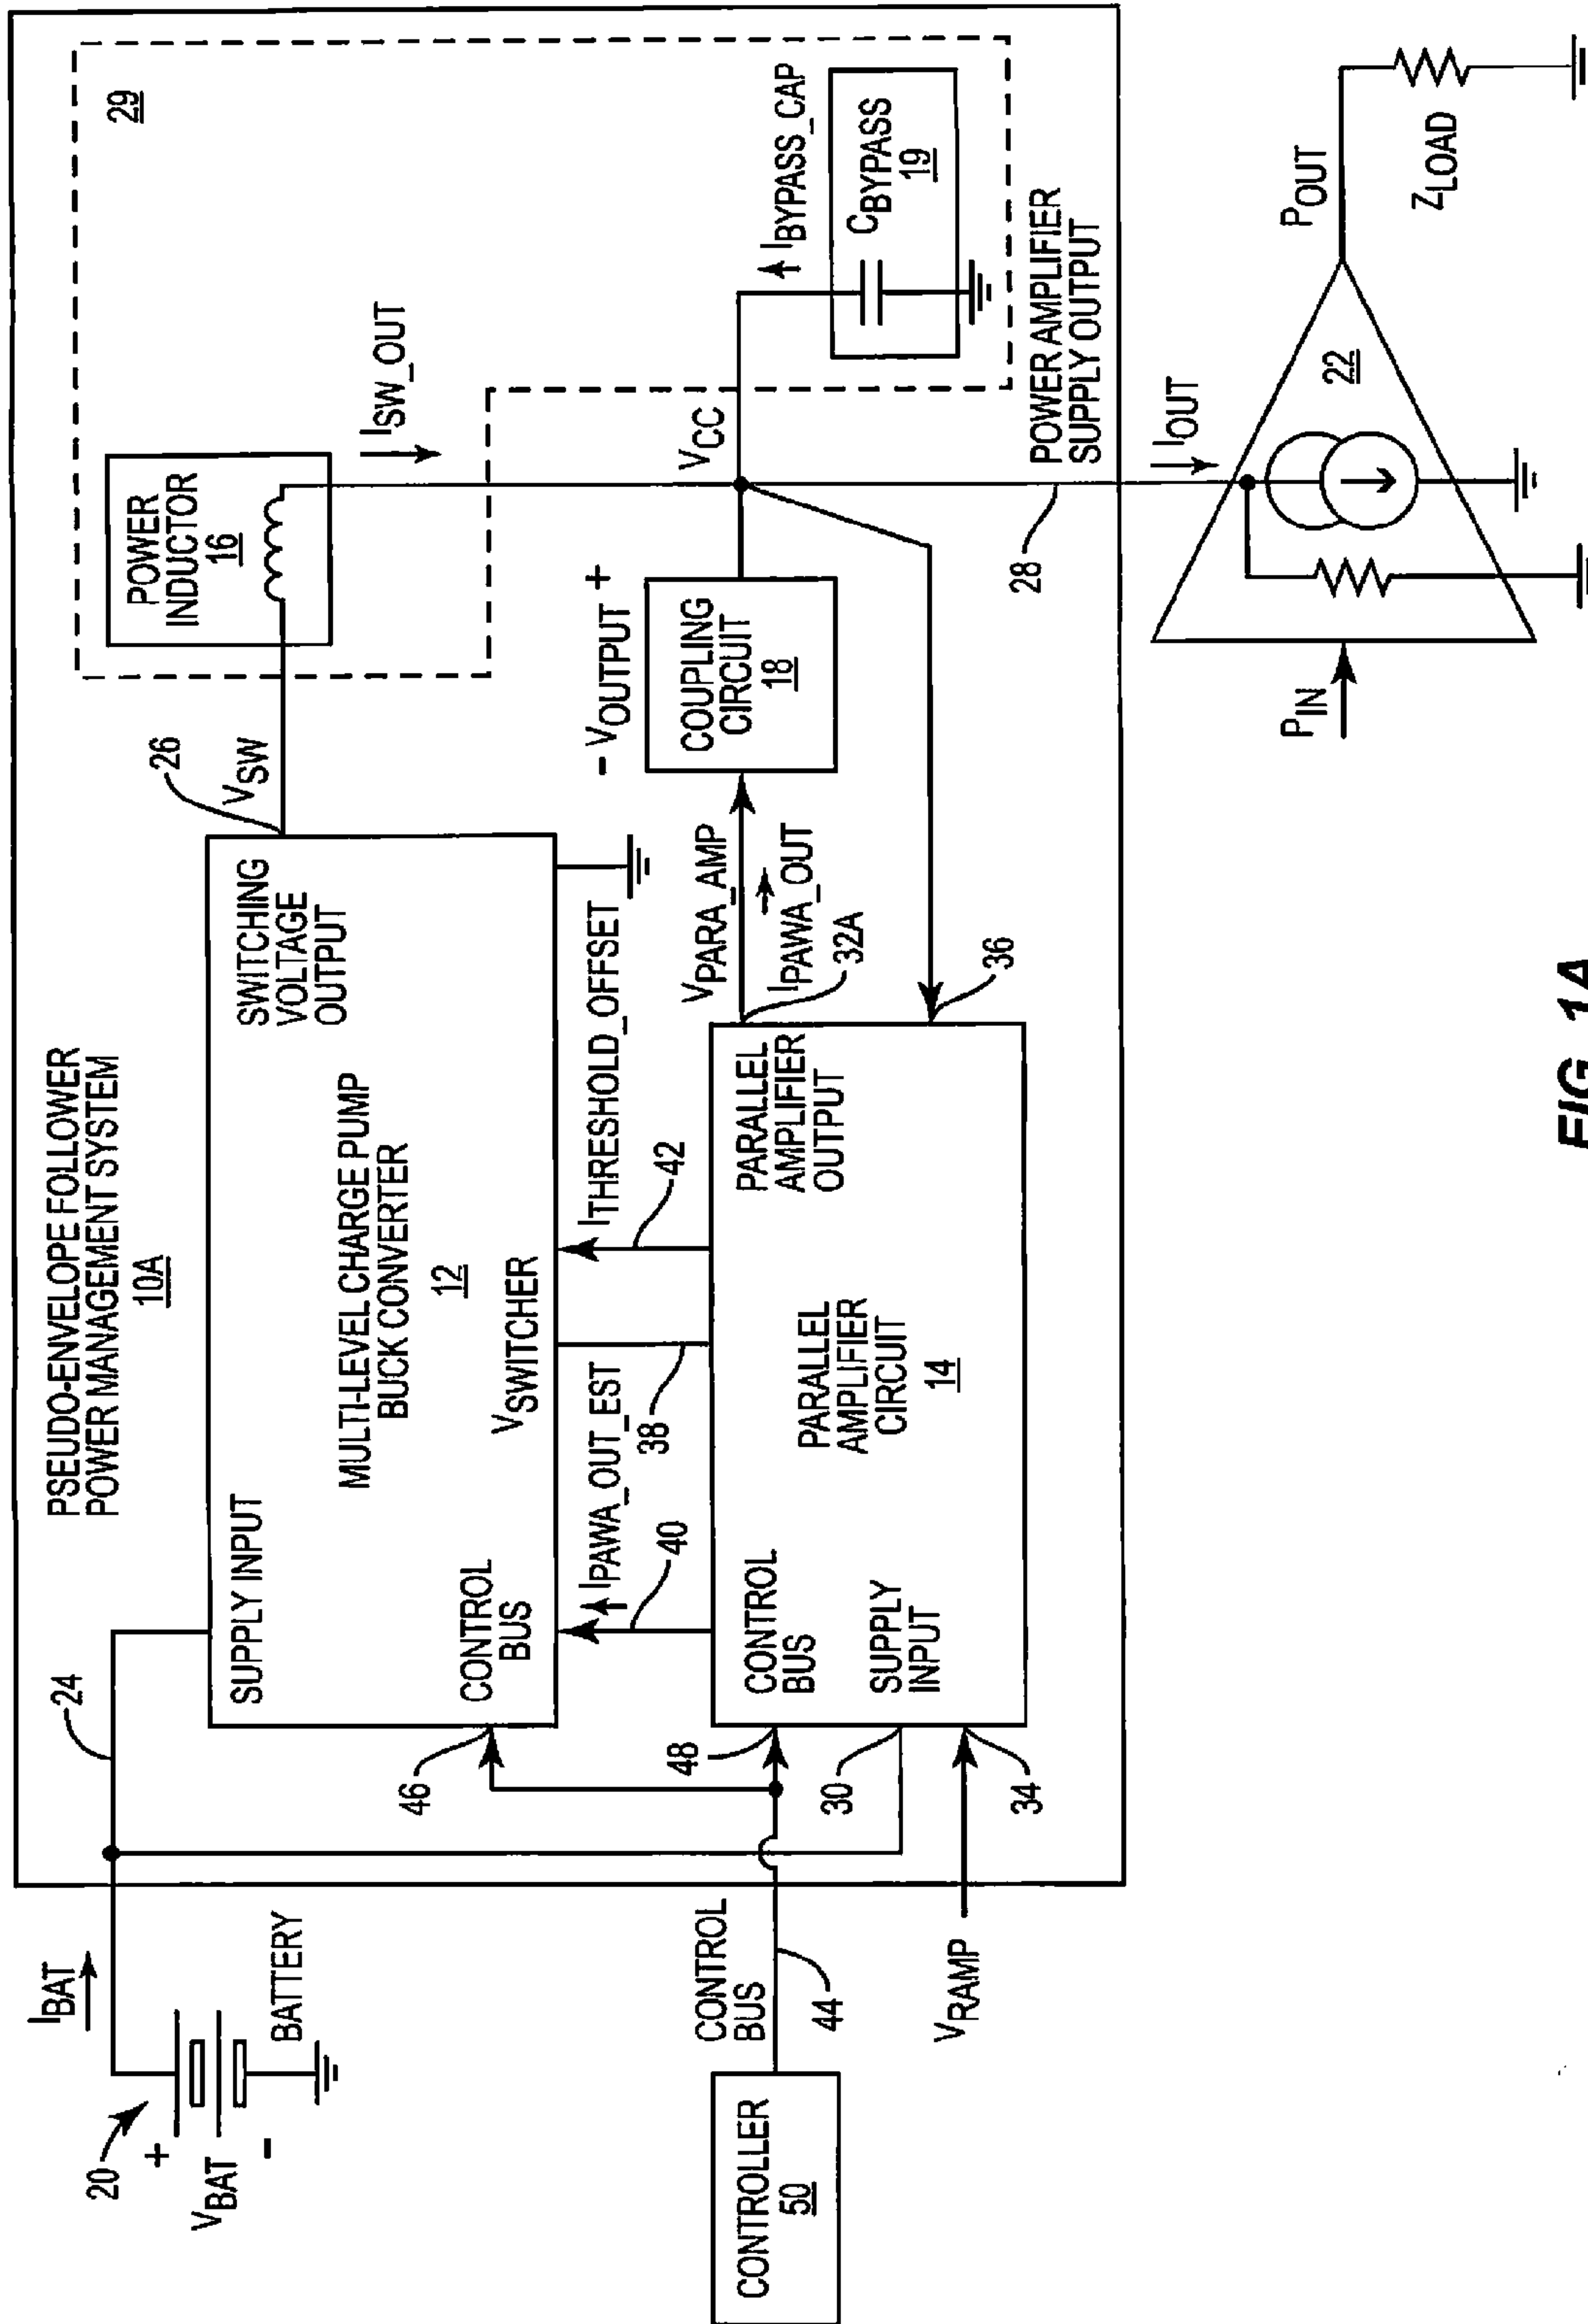 PSEUDO-ENVELOPE FOLLOWER
POWER MANAGEMENT SYSTEM
10A
20
+
VBAT
-
BATTERY
IBAT
24
SUPPLY INPUT
MULTI-LEVEL CHARGE PUMP
BUCK CONVERTER
12
SWITCHING
VOLTAGE
OUTPUT
CONTROL
BUS
VSWITCHER
46
26
VSW
POWER
INDUCTOR
16
ISW_OUT
29
IPAWA_OUT_EST
40
38
42
ITHRESHOLD_OFFSET
- VOUTPUT +
COUPLING
CIRCUIT
18
VCC
IBYPASS_CAP
CBYPASS
19
CONTROLLER
50
CONTROL
BUS
44
VRAMP
48
30
34
CONTROL
BUS
SUPPLY
INPUT
PARALLEL
AMPLIFIER
CIRCUIT
14
PARALLEL
AMPLIFIER
OUTPUT
VPARA_AMP
IPAWA_OUT
32A
36
28
POWER AMPLIFIER
SUPPLY OUTPUT
IOUT
PIN
22
POUT
ZLOAD
FIG. 1A